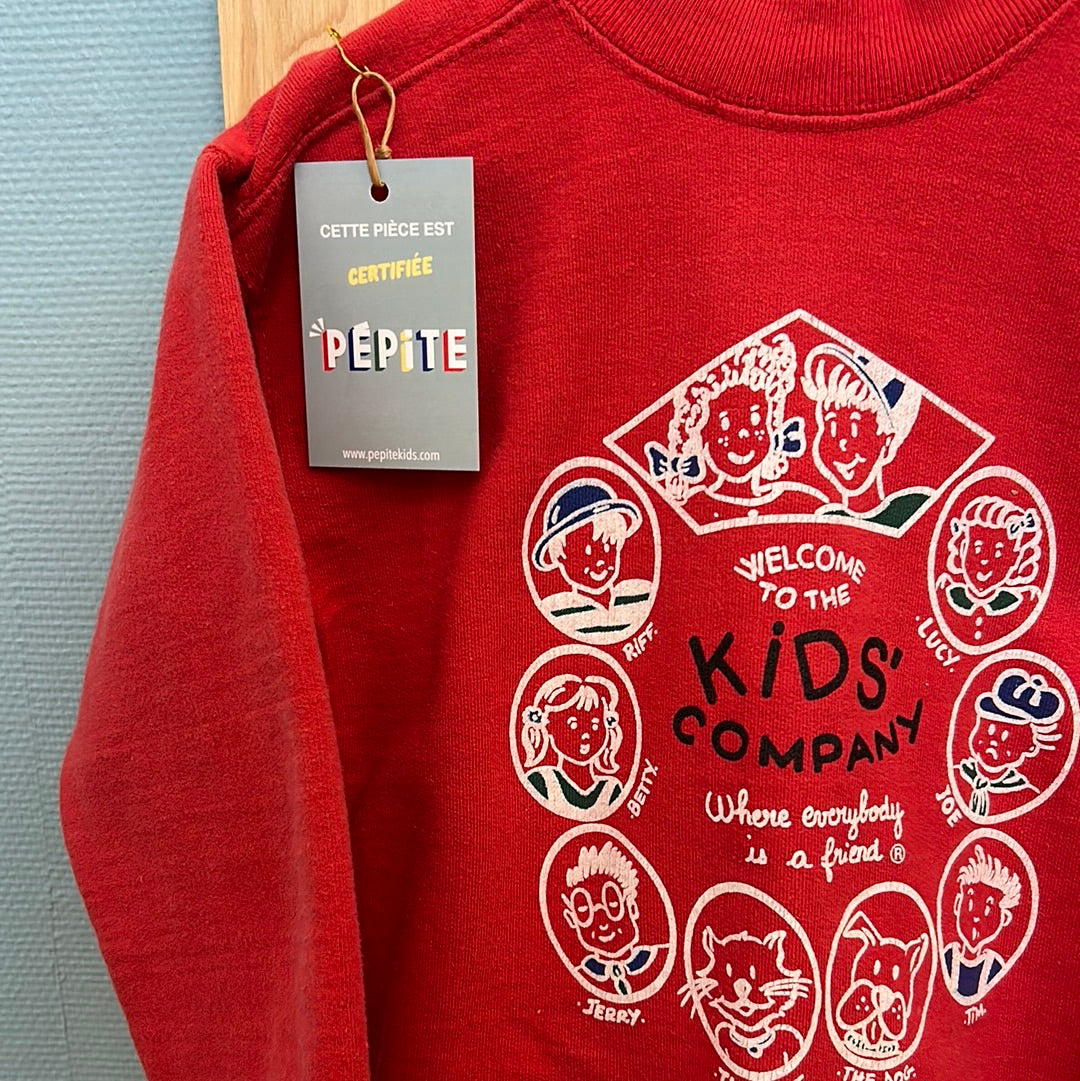 CETTE PIÈCE EST
CERTIFIÉE
PÉPiTE
www.pepitekids.com
WELCOME
TO THE
KiDS'
COMPANY
Where everybody
is a friend ®
RIFF.
.LUCY.
.BETTY.
JOE
.JERRY.
.TIM.
.THE DOG.